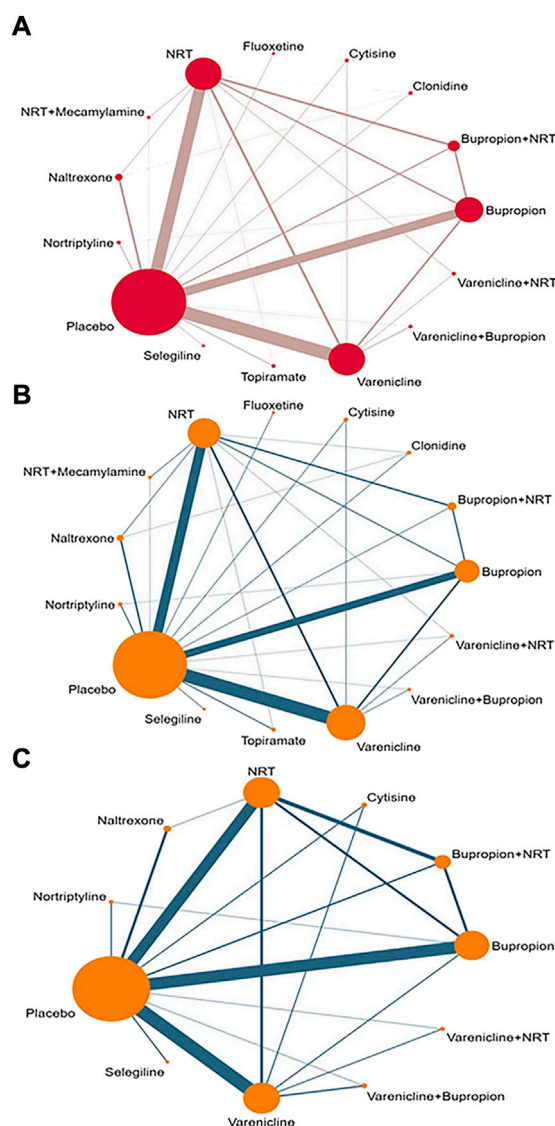 A
Fluoxetine
NRT
Cytisine
Clonidine
NRT+Mecamylamine
Bupropion+NRT
Naltrexone
Bupropion
Nortriptyline
Varenicline+NRT
Placebo
Varenicline+Bupropion
Selegiline
Topiramate
Varenicline
B
Fluoxetine
NRT
Cytisine
Clonidine
NRT+Mecamylamine
Bupropion+NRT
Naltrexone
Bupropion
Nortriptyline
Varenicline+NRT
Placebo
Varenicline+Bupropion
Selegiline
Topiramate
Varenicline
C
NRT
Cytisine
Naltrexone
Bupropion+NRT
Nortriptyline
Bupropion
Placebo
Varenicline+NRT
Selegiline
Varenicline+Bupropion
Varenicline